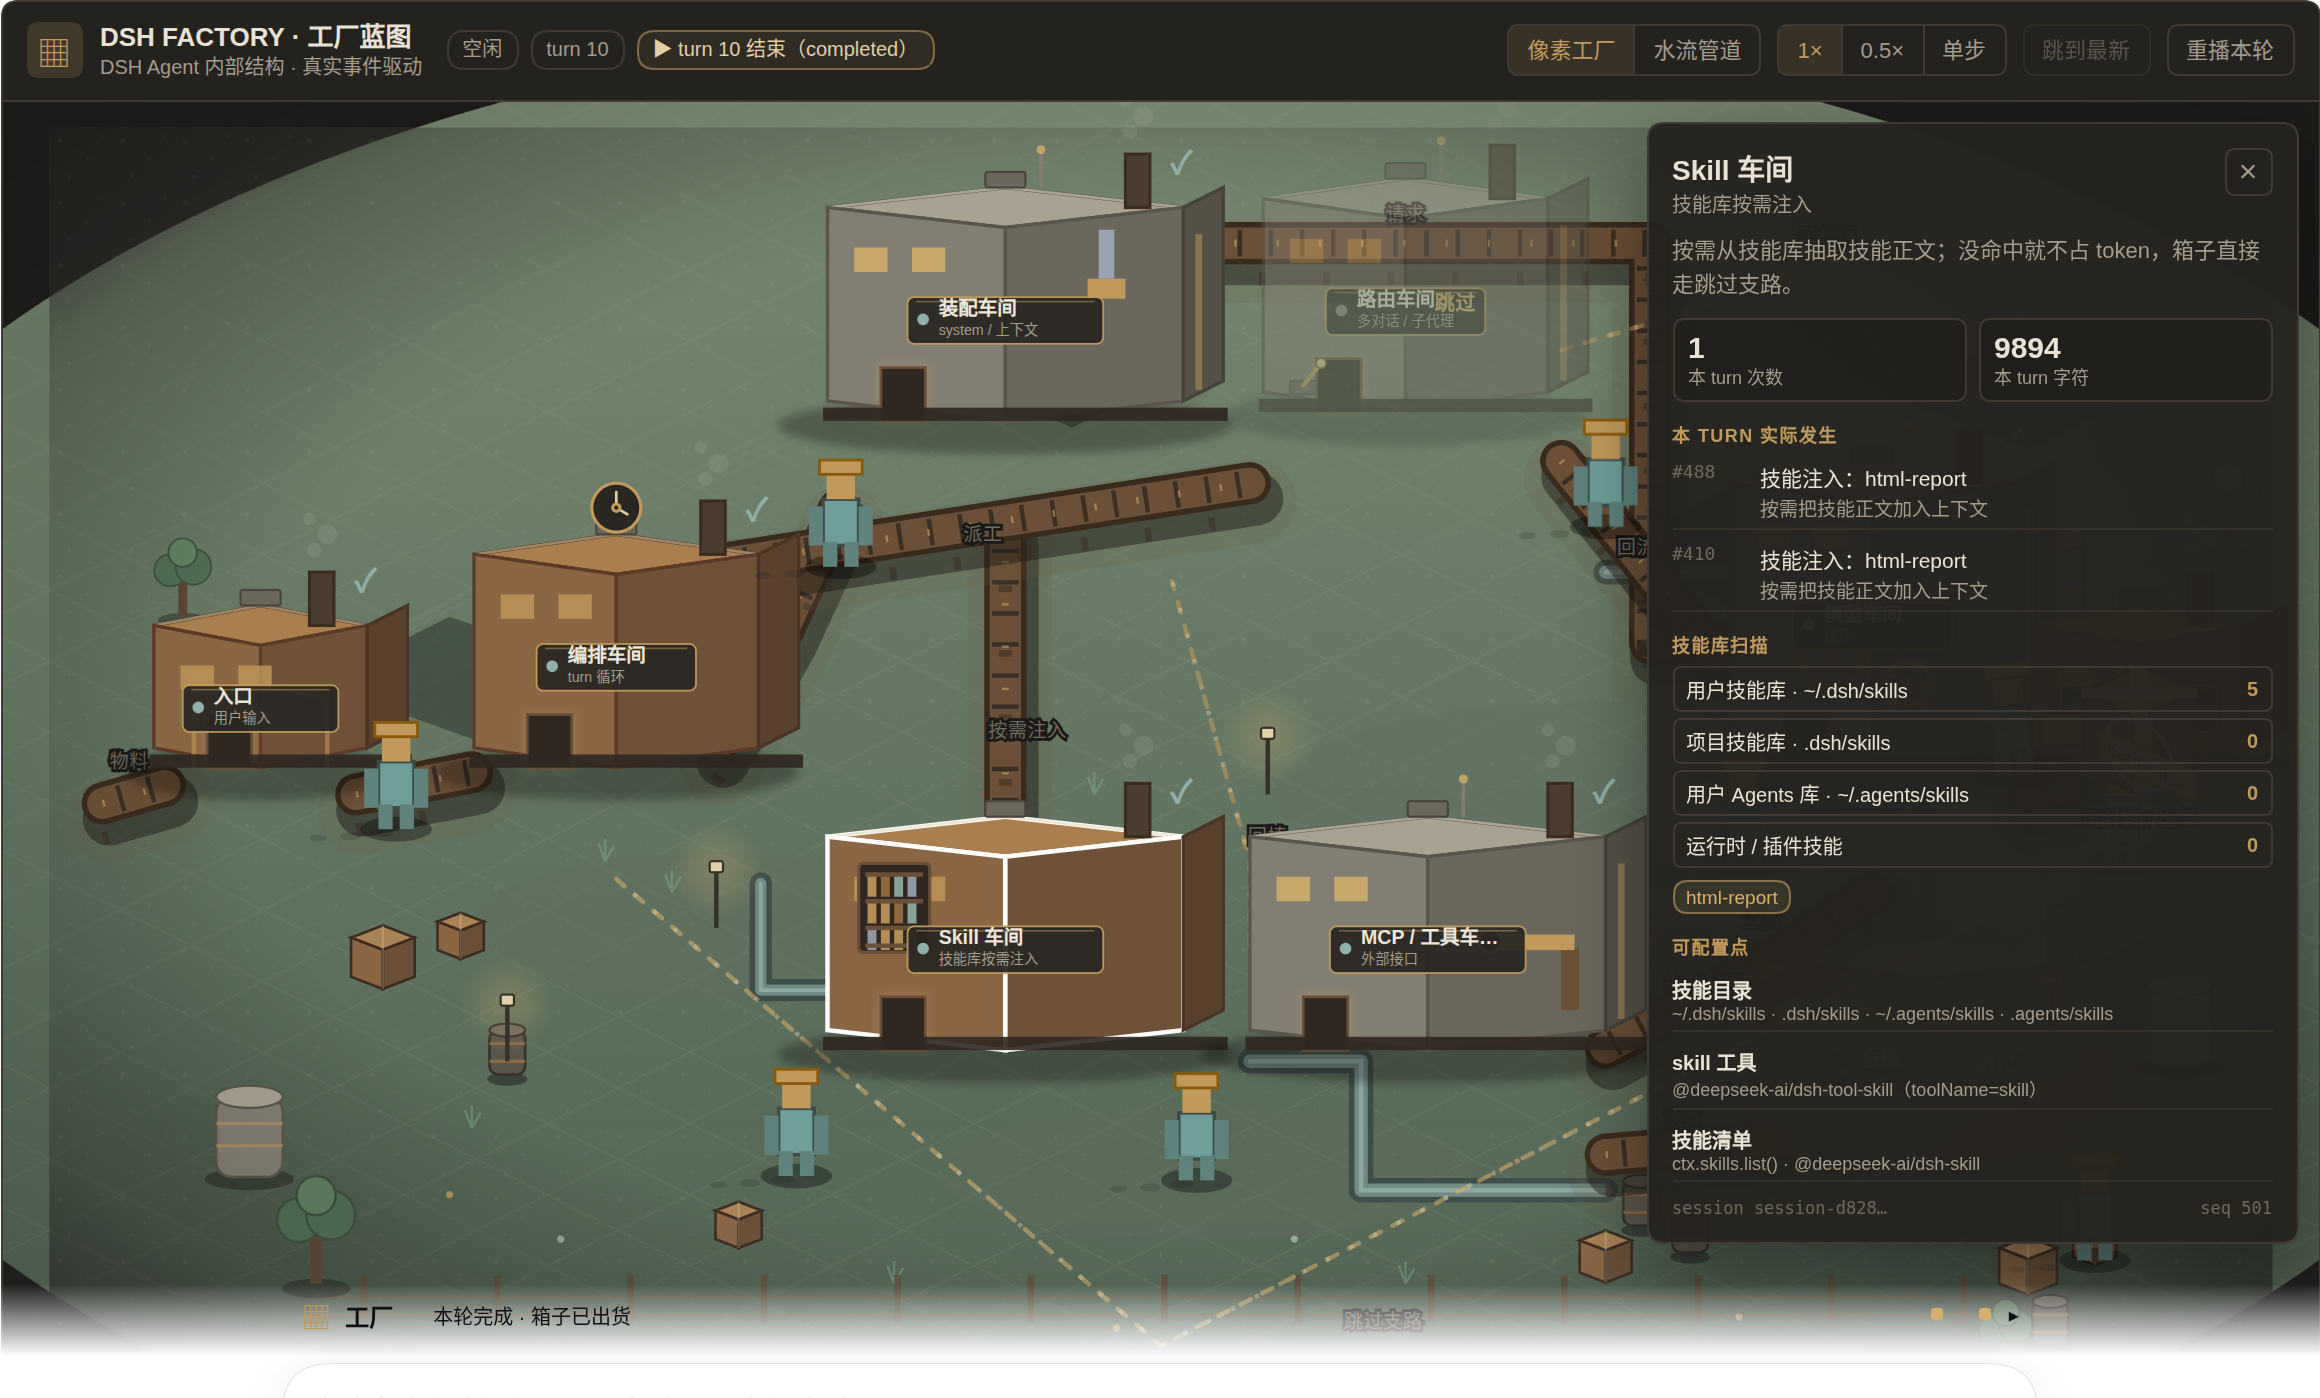 DSH FACTORY · 工厂蓝图
DSH Agent 内部结构 · 真实事件驱动
空闲
turn 10
▶ turn 10 结束（completed）
像素工厂
水流管道
1×
0.5×
单步
跳到最新
重播本轮
请求
装配车间
system / 上下文
路由车间
跳过
多对话 / 子代理
派工
回流
编排车间
turn 循环
入口
用户输入
物料
按需注入
Skill 车间
技能库按需注入
MCP / 工具车…
外部接口
跳过支路
Skill 车间
✕
技能库按需注入
按需从技能库抽取技能正文；没命中就不占 token，箱子直接
走跳过支路。
1
本 turn 次数
9894
本 turn 字符
本 TURN 实际发生
#488
技能注入：html-report
按需把技能正文加入上下文
#410
技能注入：html-report
按需把技能正文加入上下文
技能库扫描
用户技能库 · ~/.dsh/skills
5
项目技能库 · .dsh/skills
0
用户 Agents 库 · ~/.agents/skills
0
运行时 / 插件技能
0
html-report
可配置点
技能目录
~/.dsh/skills · .dsh/skills · ~/.agents/skills · .agents/skills
skill 工具
@deepseek-ai/dsh-tool-skill（toolName=skill）
技能清单
ctx.skills.list() · @deepseek-ai/dsh-skill
session session-d828…
seq 501
工厂
本轮完成 · 箱子已出货